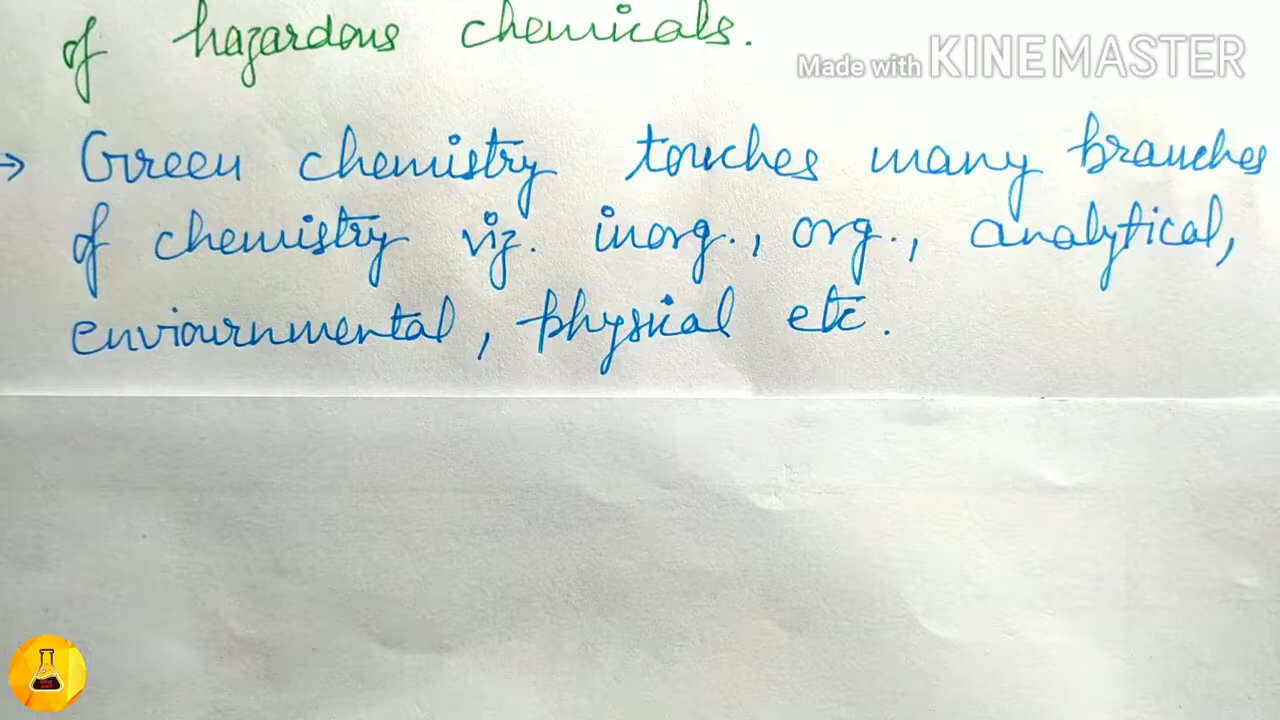 of hazardous chemicals.
Made with KINEMASTER
→ Green chemistry touches many branches
of chemistry viz. inorg., org., analytical,
enviournmental, physical etc.